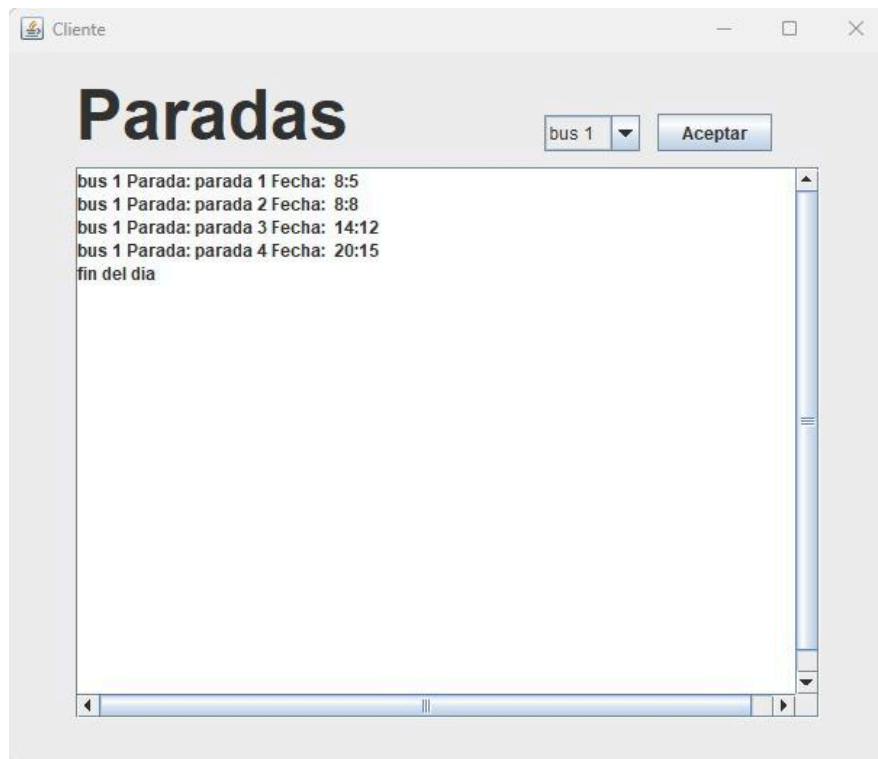 Cliente
Paradas
bus 1
Aceptar
bus 1 Parada: parada 1 Fecha:  8:5
bus 1 Parada: parada 2 Fecha:  8:8
bus 1 Parada: parada 3 Fecha:  14:12
bus 1 Parada: parada 4 Fecha:  20:15
fin del dia